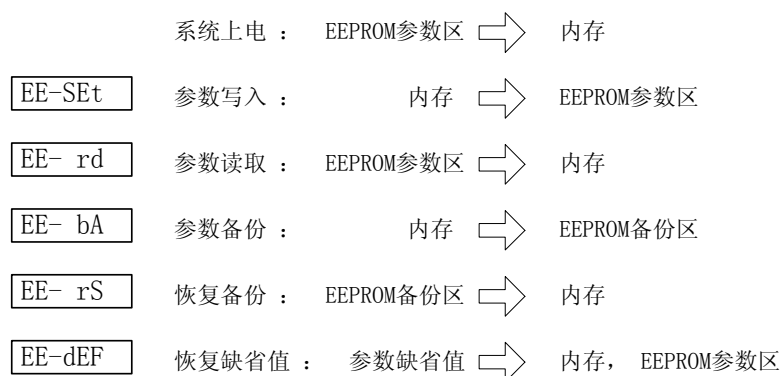 系统上电 : EEPROM参数区 内存
EE-SEt 参数写入 : 内存 EEPROM参数区
EE- rd 参数读取 : EEPROM参数区 内存
EE- bA 参数备份 : 内存 EEPROM备份区
EE- rS 恢复备份 : EEPROM备份区 内存
EE-dEF 恢复缺省值 : 参数缺省值 内存, EEPROM参数区